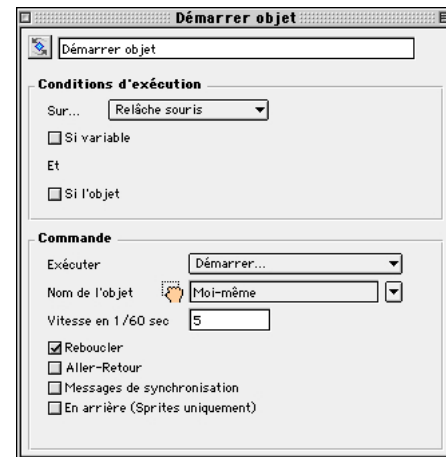 Démarrer objet
Démarrer objet
Conditions d'exécution
Sur... Relâche souris
Si variable
Et
Si l'objet
Commande
Exécuter Démarrer...
Nom de l'objet Moi-même
Vitesse en 1/60 sec 5
Reboucler
Aller-Retour
Messages de synchronisation
En arrière (Sprites uniquement)